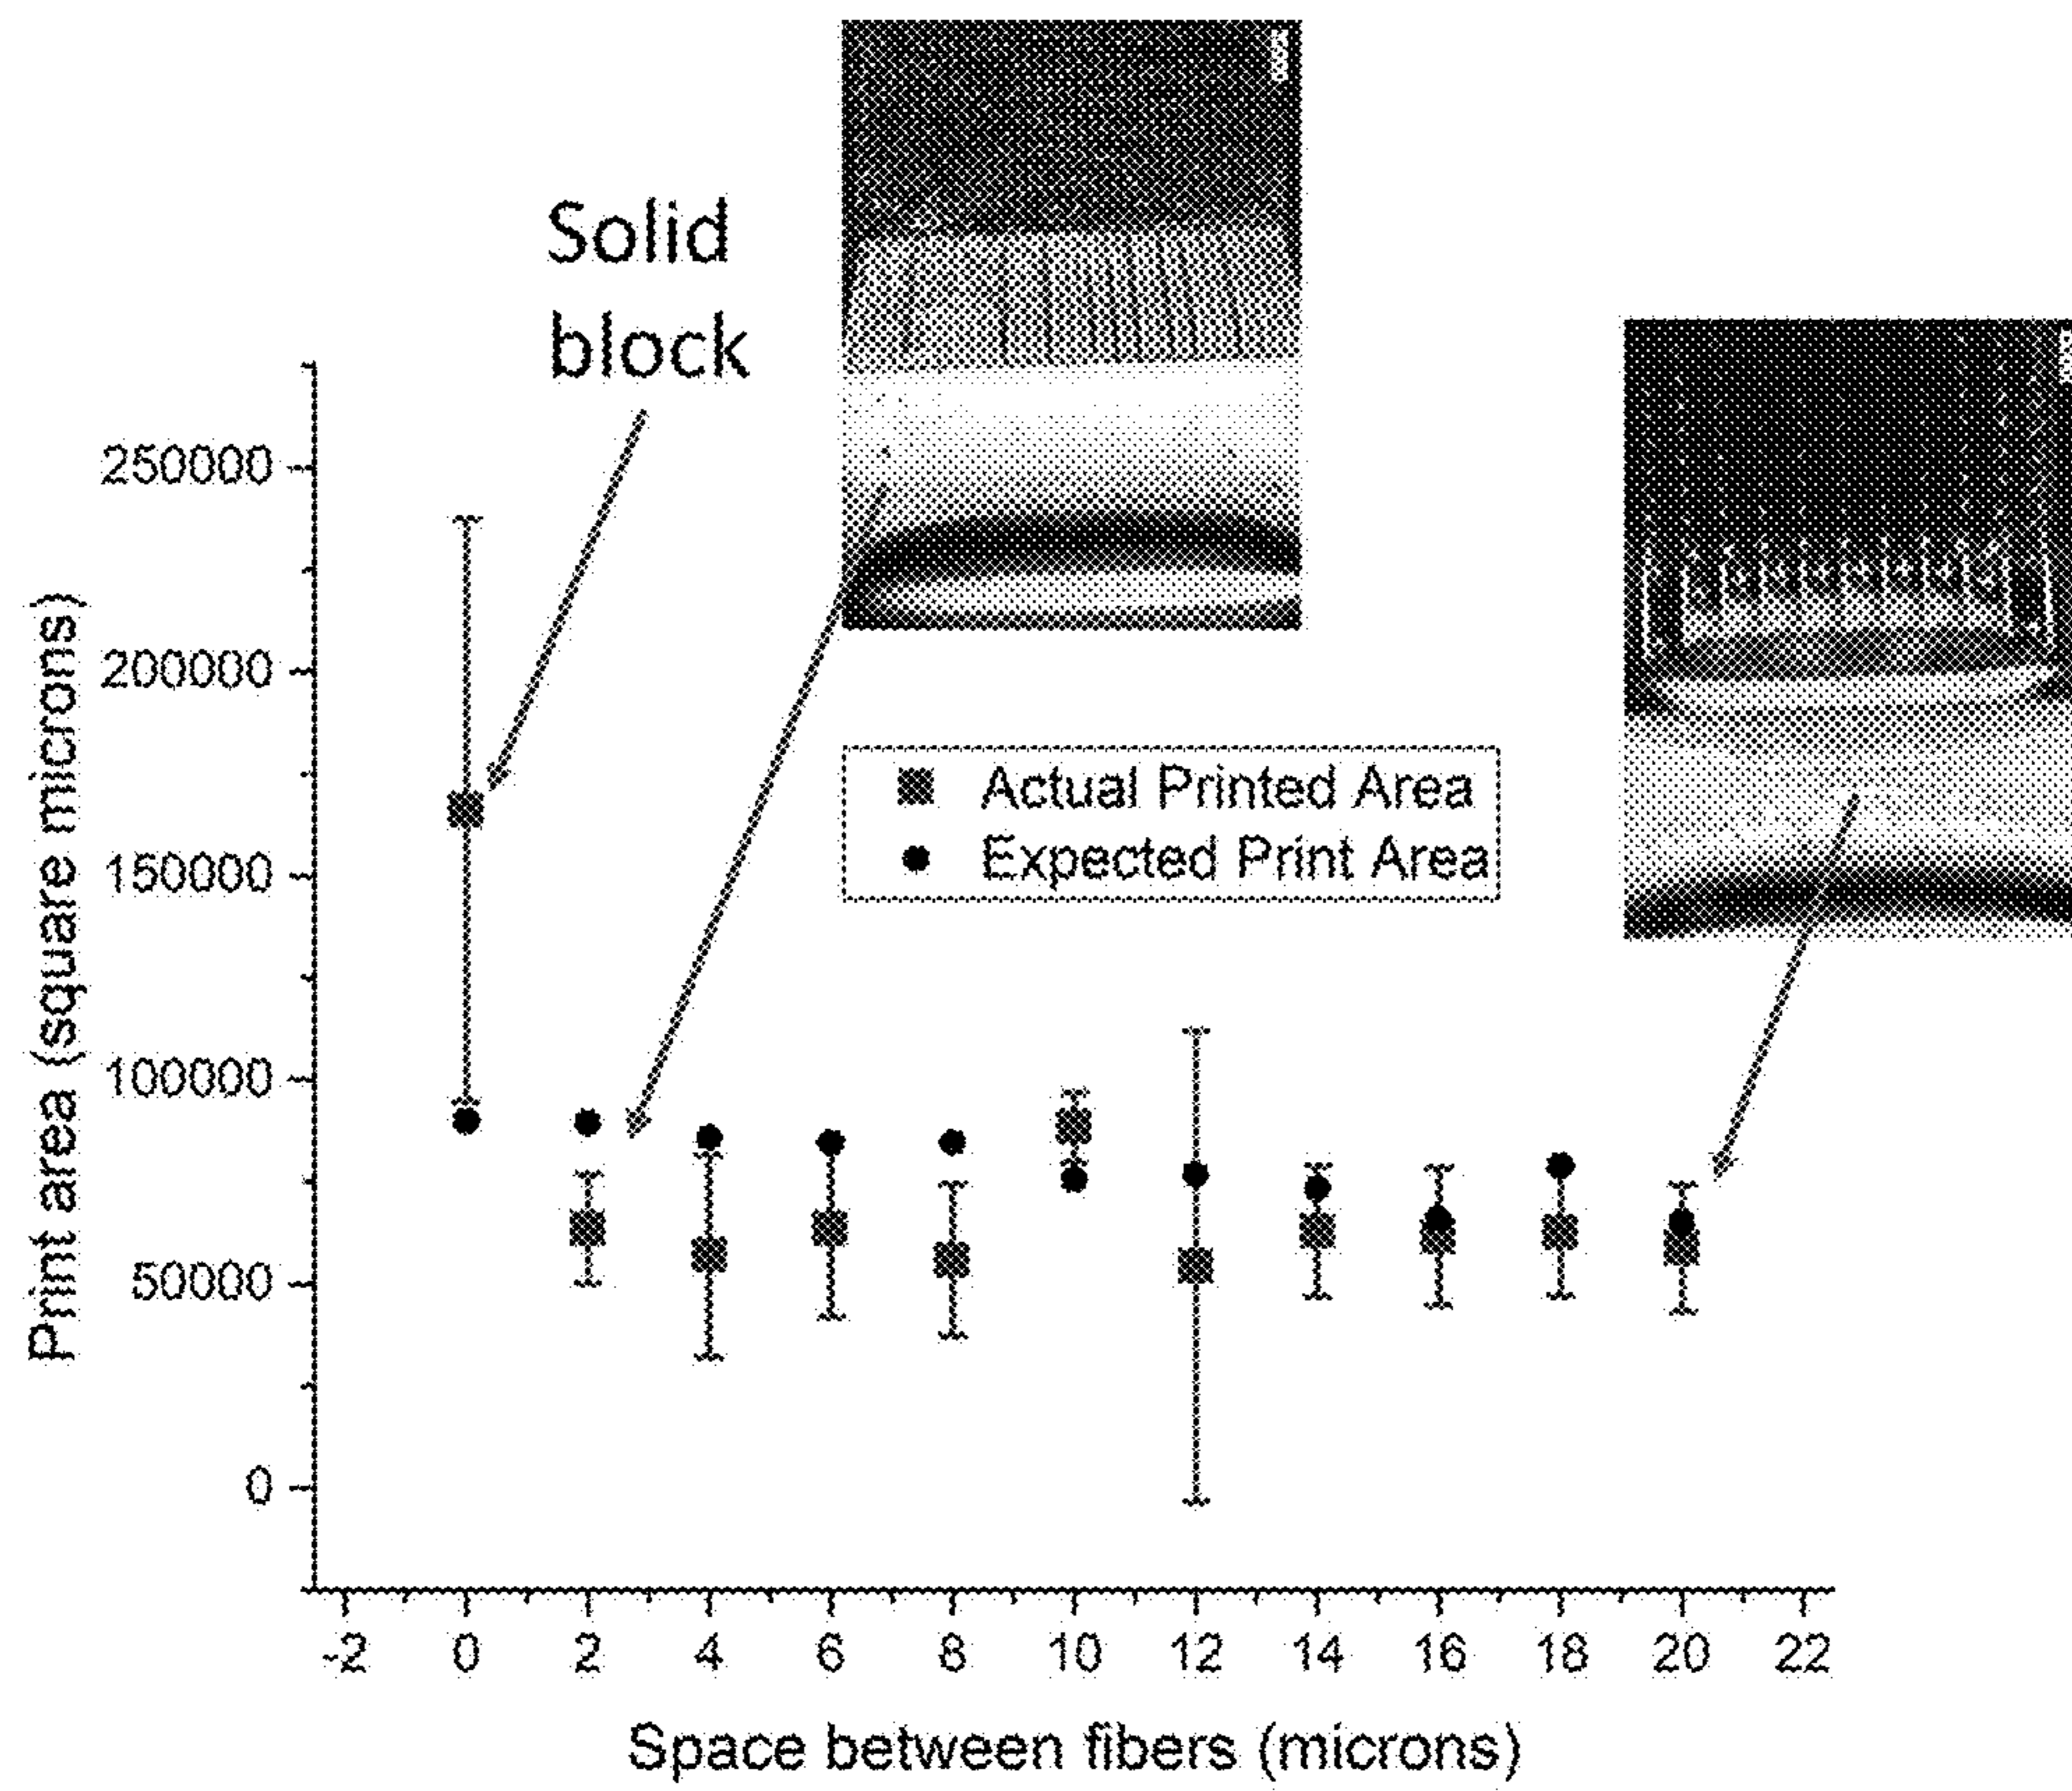 Solid
block
250000
200000
150000
100000
50000
0
Print area (square microns)
Actual Printed Area
Expected Print Area
-2 0 2 4 6 8 10 12 14 16 18 20 22
Space between fibers (microns)